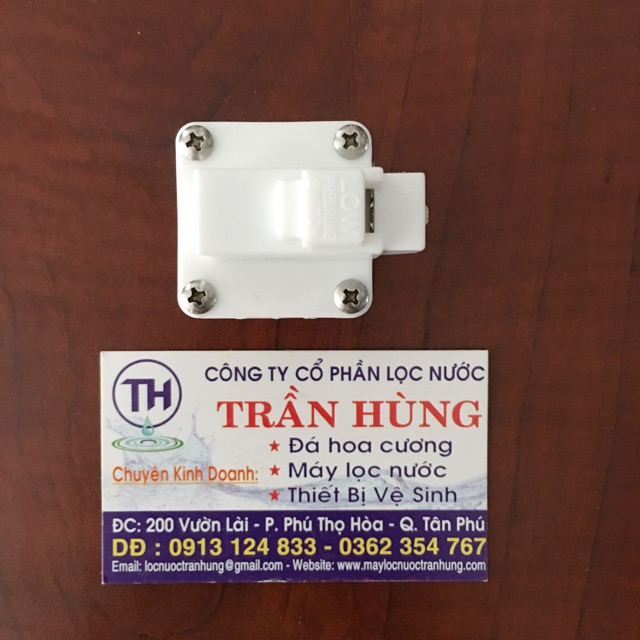 LOW
TH
CÔNG TY CỔ PHẦN LỌC NƯỚC
TRẦN HÙNG
Chuyên Kinh Doanh:
★ Đá hoa cương
★ Máy lọc nước
★ Thiết Bị Vệ Sinh
ĐC: 200 Vườn Lài - P. Phú Thọ Hòa - Q. Tân Phú
DĐ : 0913 124 833 - 0362 354 767
Email: locnuoctranhung@gmail.com - Website: www.maylocnuoctranhung.com